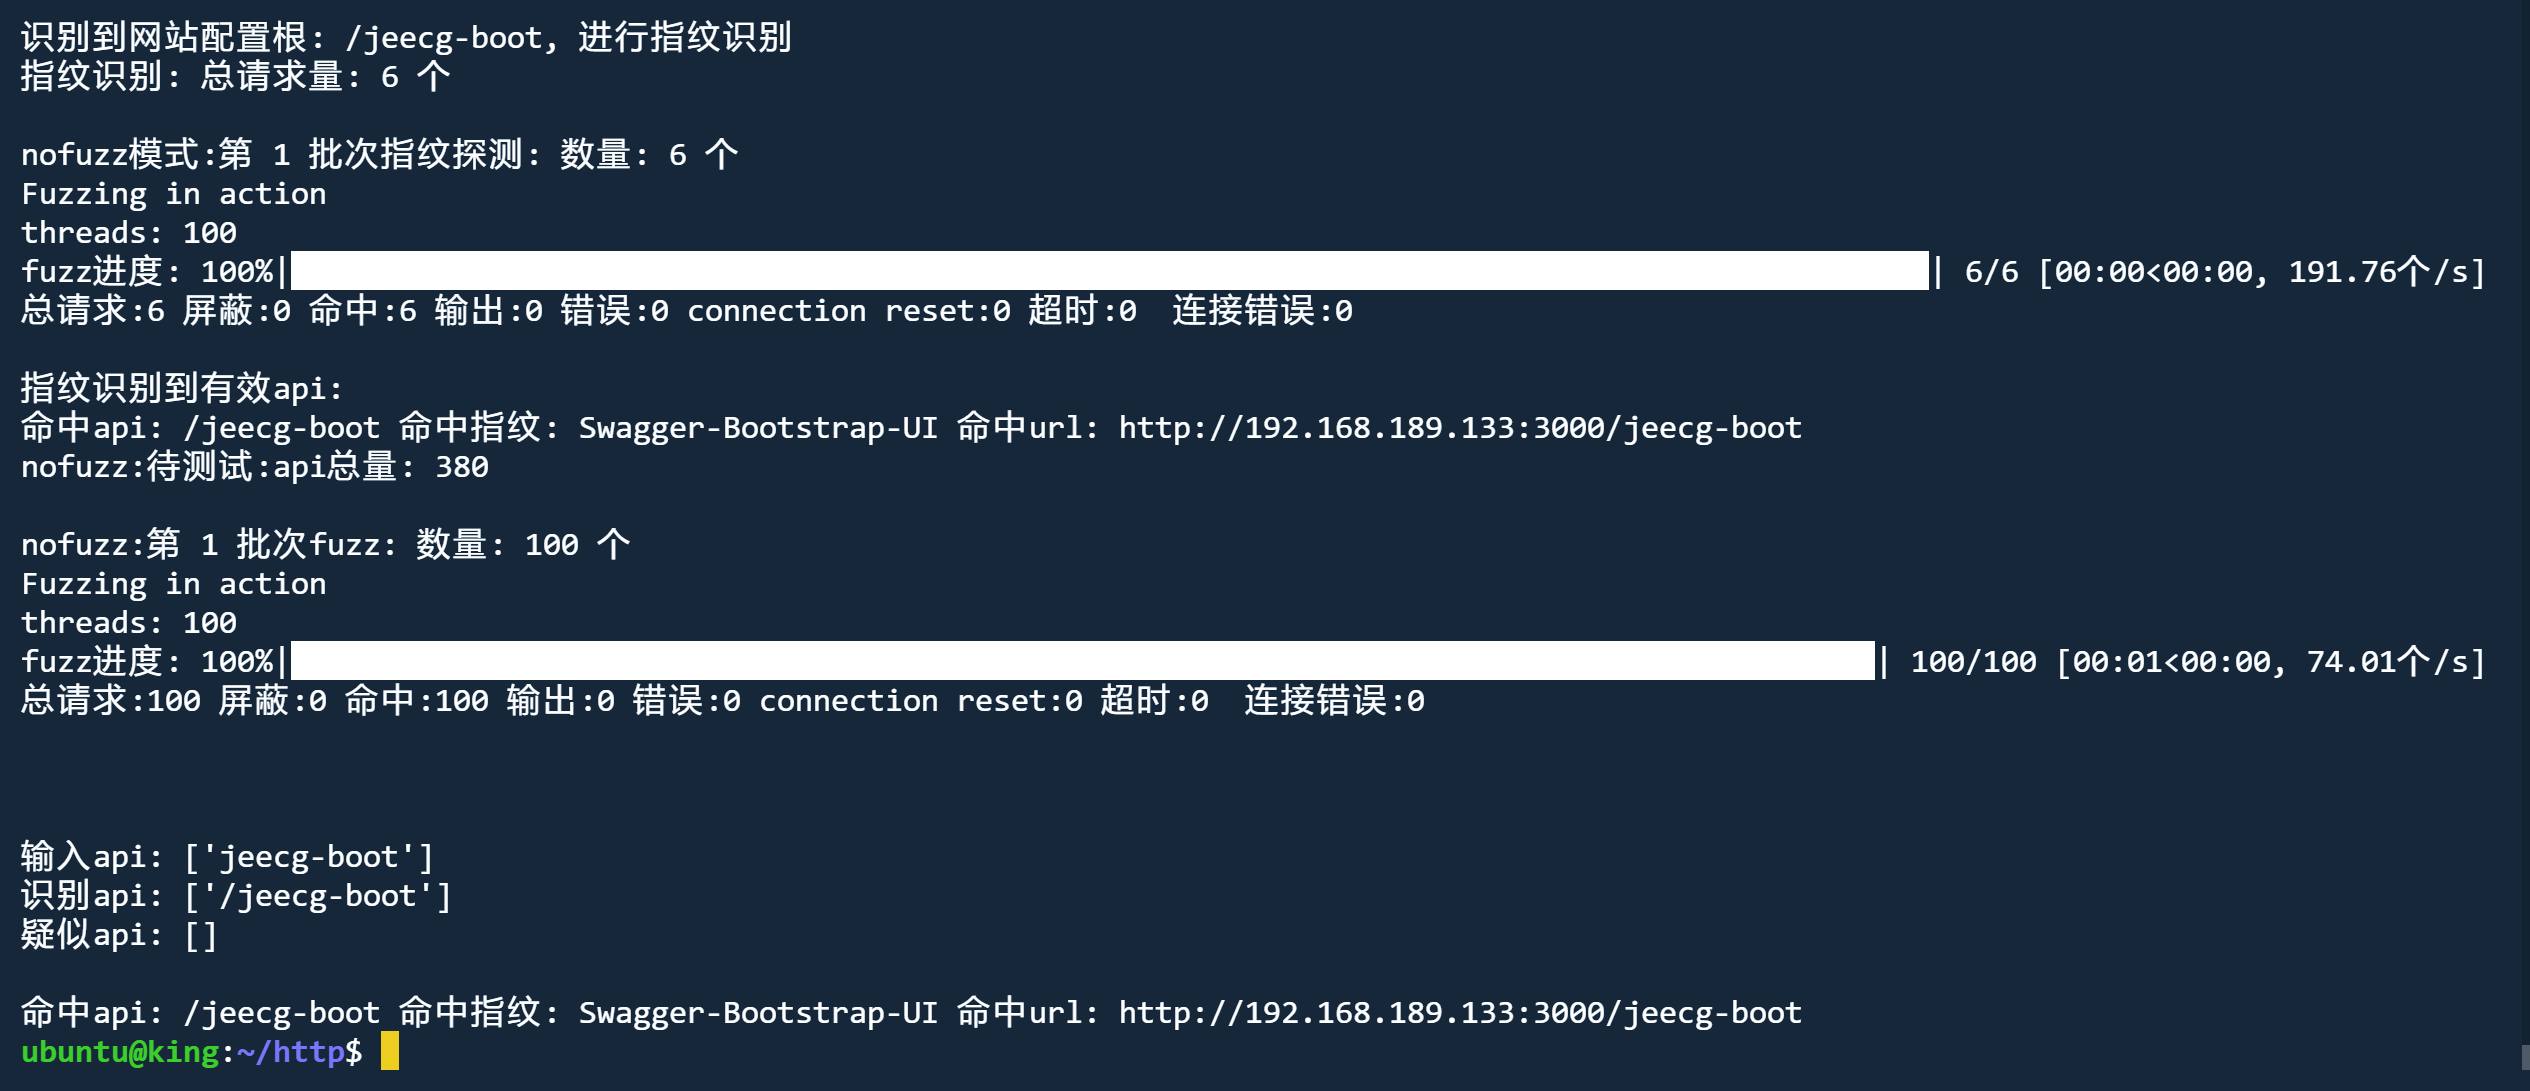 识别到网站配置根: /jeecg-boot, 进行指纹识别
指纹识别: 总请求量: 6 个
nofuzz模式:第 1 批次指纹探测: 数量: 6 个
Fuzzing in action
threads: 100
fuzz进度: 100%|                    | 6/6 [00:00<00:00, 191.76个/s]
总请求:6 屏蔽:0 命中:6 输出:0 错误:0 connection reset:0 超时:0  连接错误:0
指纹识别到有效api:
命中api: /jeecg-boot 命中指纹: Swagger-Bootstrap-UI 命中url: http://192.168.189.133:3000/jeecg-boot
nofuzz:待测试:api总量: 380
nofuzz:第 1 批次fuzz: 数量: 100 个
Fuzzing in action
threads: 100
fuzz进度: 100%|                    | 100/100 [00:01<00:00, 74.01个/s]
总请求:100 屏蔽:0 命中:100 输出:0 错误:0 connection reset:0 超时:0  连接错误:0
输入api: ['jeecg-boot']
识别api: ['/jeecg-boot']
疑似api: []
命中api: /jeecg-boot 命中指纹: Swagger-Bootstrap-UI 命中url: http://192.168.189.133:3000/jeecg-boot
ubuntu@king:~/http$